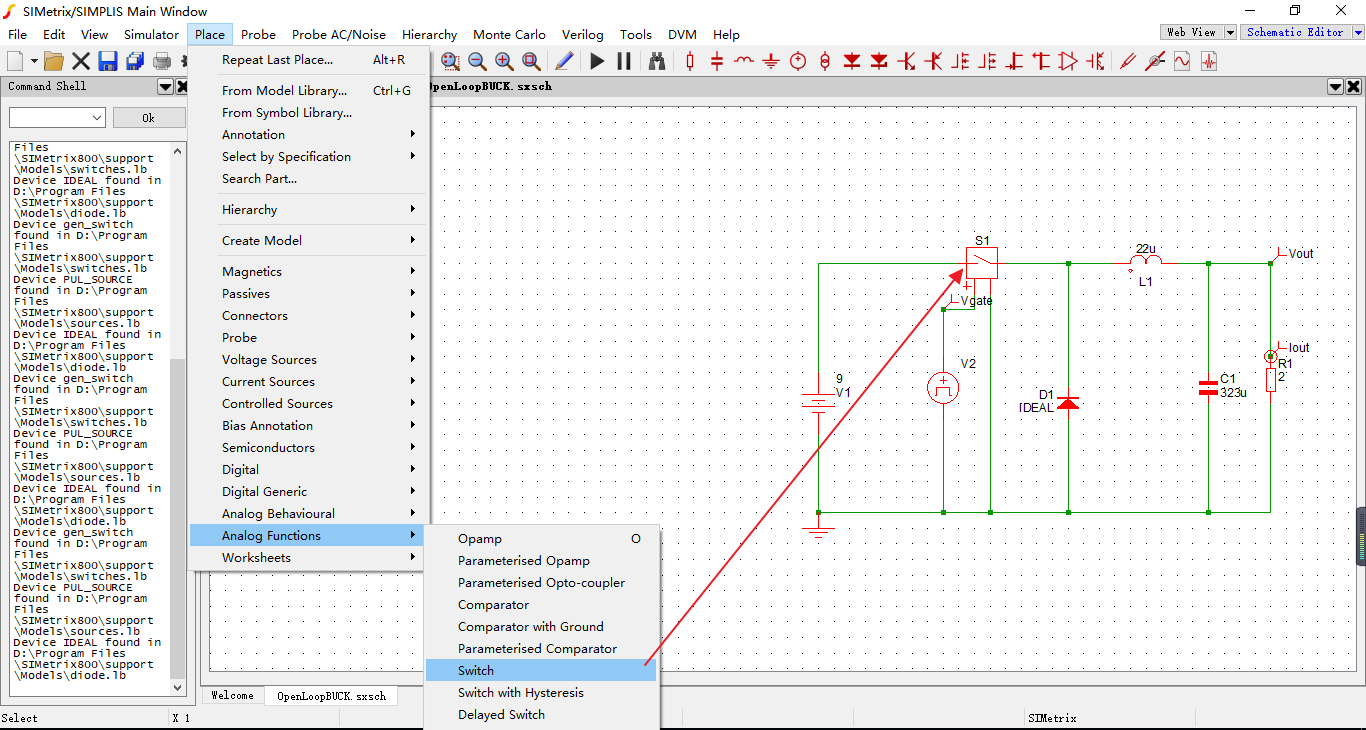 SIMetrix/SIMPLIS Main Window
File Edit View Simulator Place Probe Probe AC/Noise Hierarchy Monte Carlo Verilog Tools DVM Help
Web View
Schematic Editor
Command Shell
OpenLoopBUCK.sxsch
Ok
Files
\SIMetrix800\support
\Models\switches.lb
Device IDEAL found in
D:\Program Files
\SIMetrix800\support
\Models\diode.lb
Device gen_switch
found in D:\Program
Files
\SIMetrix800\support
\Models\switches.lb
Device PUL_SOURCE
found in D:\Program
Files
\SIMetrix800\support
\Models\sources.lb
Device IDEAL found in
D:\Program Files
\SIMetrix800\support
\Models\diode.lb
Device gen_switch
found in D:\Program
Files
\SIMetrix800\support
\Models\switches.lb
Device PUL_SOURCE
found in D:\Program
Files
\SIMetrix800\support
\Models\sources.lb
Device IDEAL found in
D:\Program Files
\SIMetrix800\support
\Models\diode.lb
Device gen_switch
found in D:\Program
Files
\SIMetrix800\support
\Models\switches.lb
Device PUL_SOURCE
found in D:\Program
Files
\SIMetrix800\support
\Models\sources.lb
Device IDEAL found in
D:\Program Files
\SIMetrix800\support
\Models\diode.lb
Repeat Last Place... Alt+R
From Model Library... Ctrl+G
From Symbol Library...
Annotation
Select by Specification
Search Part...
Hierarchy
Create Model
Magnetics
Passives
Connectors
Probe
Voltage Sources
Current Sources
Controlled Sources
Bias Annotation
Semiconductors
Digital
Digital Generic
Analog Behavioural
Analog Functions
Worksheets
Opamp O
Parameterised Opamp
Parameterised Opto-coupler
Comparator
Comparator with Ground
Parameterised Comparator
Switch
Switch with Hysteresis
Delayed Switch
S1
22u
L1
Vout
Vgate
V2
9
V1
D1
IDEAL
C1
323u
Iout
R1
2
Welcome
OpenLoopBUCK.sxsch
Select
X 1
SIMetrix